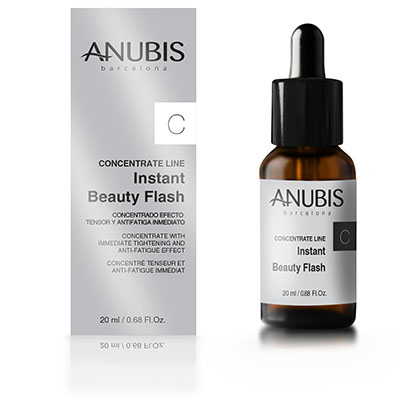 ANUBIS
barcelona
C
CONCENTRATE LINE
Instant
Beauty Flash
CONCENTRADO EFECTO
TENSOR Y ANTIFATIGA INMEDIATO
CONCENTRATE WITH
IMMEDIATE TIGHTENING AND
ANTI-FATIGUE EFFECT
CONCENTRÉ TENSEUR ET
ANTI-FATIGUE IMMÉDIAT
20 ml / 0.68 Fl.Oz.
ANUBIS
barcelona
CONCENTRATE LINE
C
Instant
Beauty Flash
20 ml / 0.68 Fl.Oz.